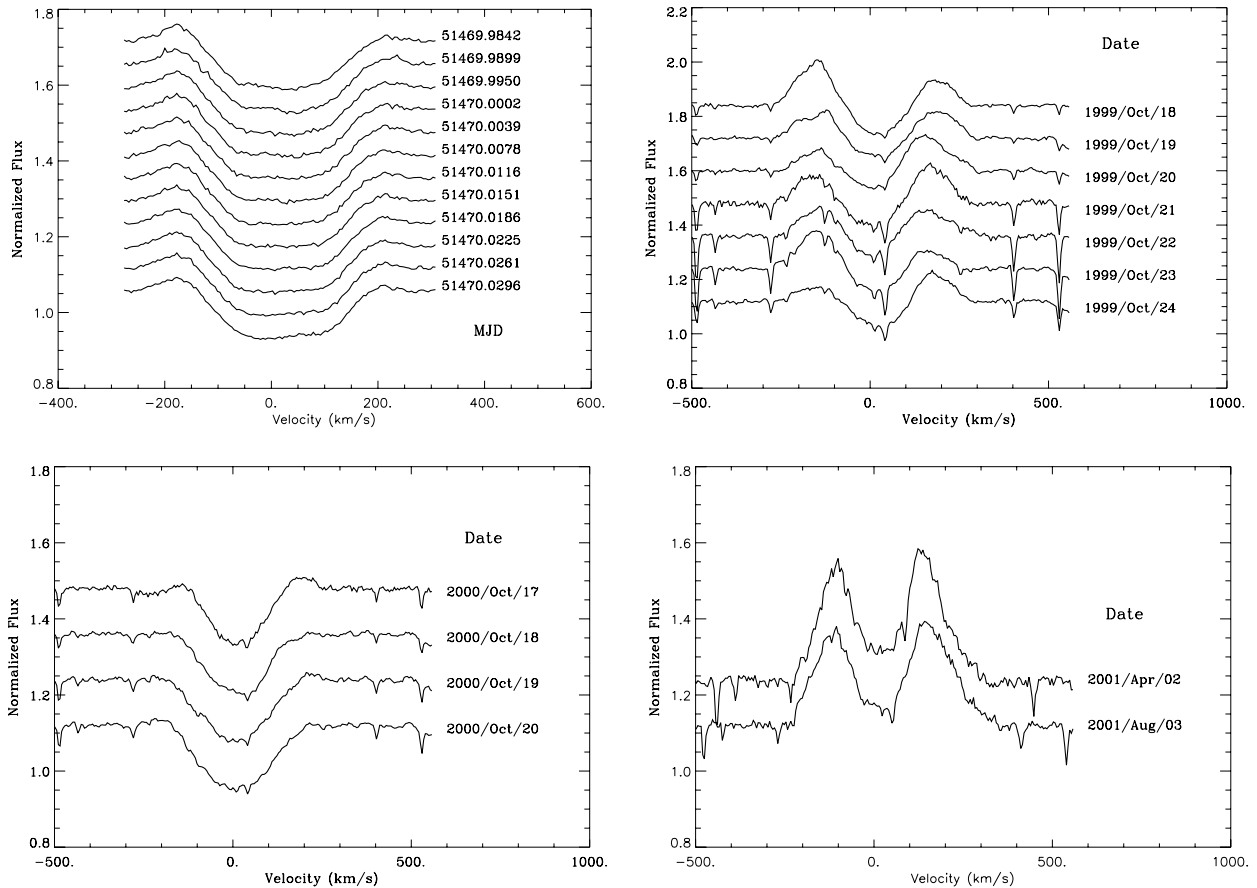 1.8
1.6
1.4
1.2
1.0
0.8
Normalized Flux
51469.9842
51469.9899
51469.9950
51470.0002
51470.0039
51470.0078
51470.0116
51470.0151
51470.0186
51470.0225
51470.0261
51470.0296
MJD
−400. −200. 0. 200. 400. 600.
Velocity (km/s)
2.2
2.0
1.8
1.6
1.4
1.2
1.0
0.8
Normalized Flux
Date
1999/Oct/18
1999/Oct/19
1999/Oct/20
1999/Oct/21
1999/Oct/22
1999/Oct/23
1999/Oct/24
−500. 0. 500. 1000.
Velocity (km/s)
1.8
1.6
1.4
1.2
1.0
0.8
Normalized Flux
Date
2000/Oct/17
2000/Oct/18
2000/Oct/19
2000/Oct/20
−500. 0. 500. 1000.
Velocity (km/s)
1.8
1.6
1.4
1.2
1.0
0.8
Normalized Flux
Date
2001/Apr/02
2001/Aug/03
−500. 0. 500. 1000.
Velocity (km/s)